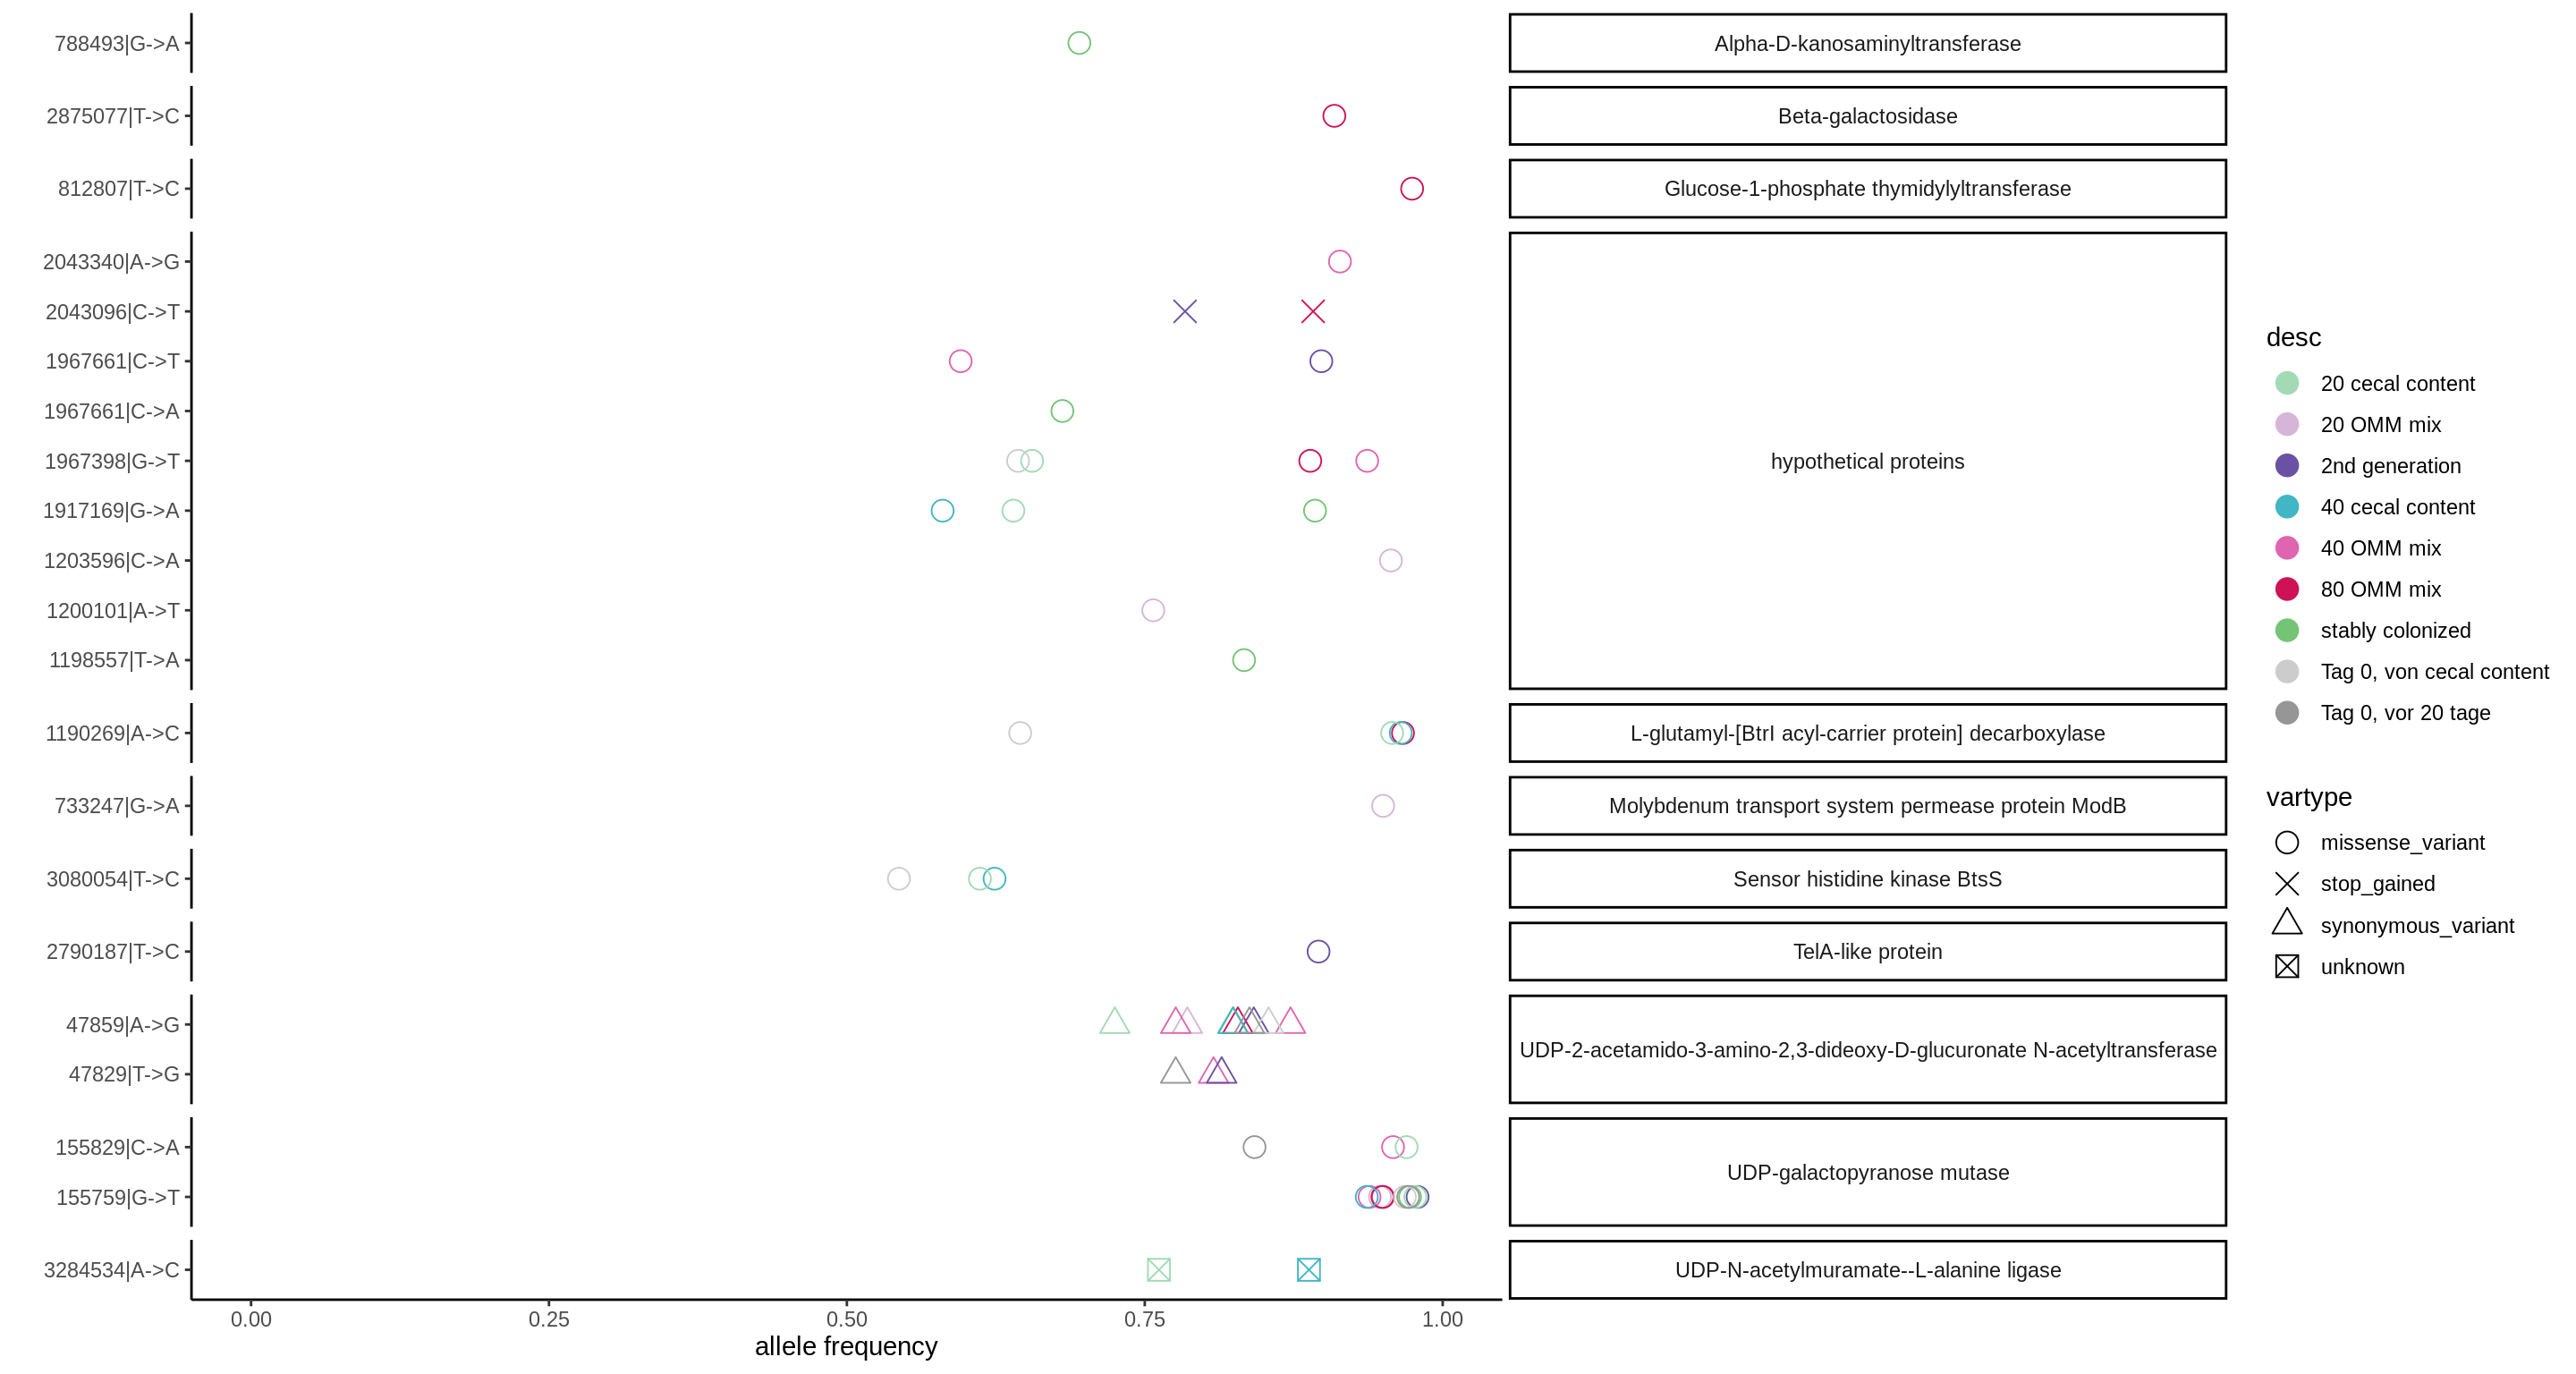 788493|G->A
Alpha-D-kanosaminyltransferase
2875077|T->C
Beta-galactosidase
812807|T->C
Glucose-1-phosphate thymidylyltransferase
2043340|A->G
2043096|C->T
1967661|C->T
1967661|C->A
1967398|G->T
1917169|G->A
1203596|C->A
1200101|A->T
1198557|T->A
hypothetical proteins
1190269|A->C
L-glutamyl-[BtrI acyl-carrier protein] decarboxylase
733247|G->A
Molybdenum transport system permease protein ModB
3080054|T->C
Sensor histidine kinase BtsS
2790187|T->C
TelA-like protein
47859|A->G
47829|T->G
UDP-2-acetamido-3-amino-2,3-dideoxy-D-glucuronate N-acetyltransferase
155829|C->A
155759|G->T
UDP-galactopyranose mutase
3284534|A->C
UDP-N-acetylmuramate--L-alanine ligase
0.00
0.25
0.50
0.75
1.00
allele frequency
desc
20 cecal content
20 OMM mix
2nd generation
40 cecal content
40 OMM mix
80 OMM mix
stably colonized
Tag 0, von cecal content
Tag 0, vor 20 tage
vartype
missense_variant
stop_gained
synonymous_variant
unknown